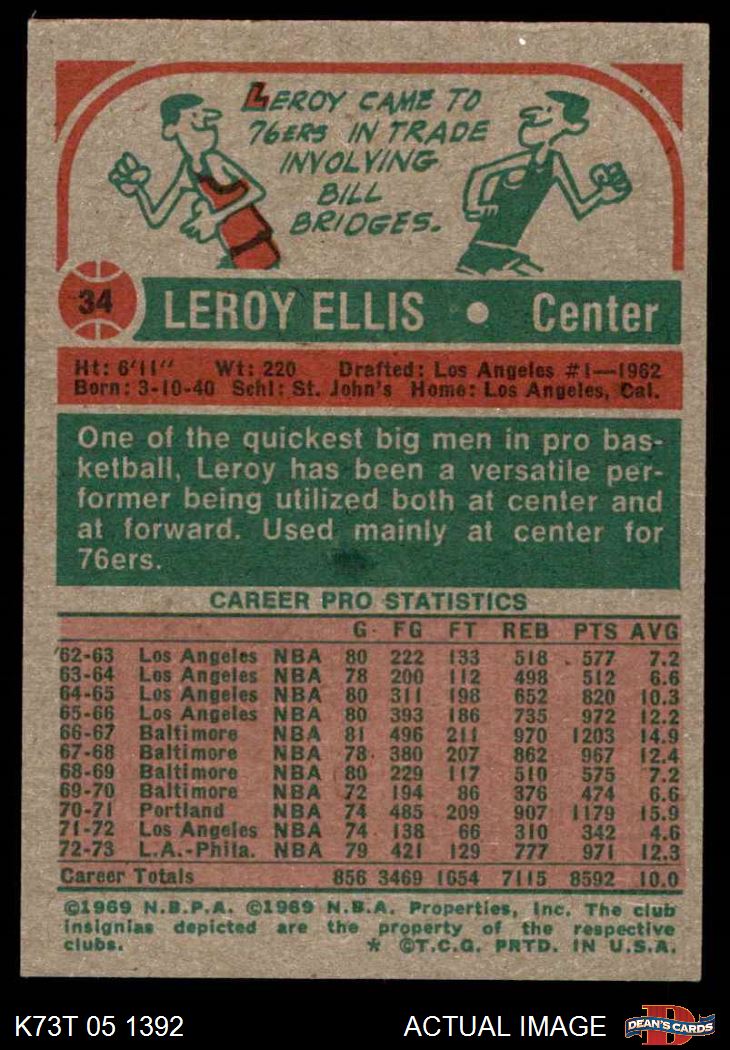 LEROY CAME TO
76ERS IN TRADE
INVOLVING
BILL
BRIDGES.
34 LEROY ELLIS • Center
Ht: 6'11" Wt: 220 Drafted: Los Angeles #1—1962
Born: 3-10-40 Schl: St. John's Home: Los Angeles, Cal.
One of the quickest big men in pro bas-
ketball, Leroy has been a versatile per-
former being utilized both at center and
at forward. Used mainly at center for
76ers.
CAREER PRO STATISTICS
G FG FT REB PTS AVG
'62-63 Los Angeles NBA 80 222 133 518 577 7.2
63-64 Los Angeles NBA 78 200 112 498 512 6.6
64-65 Los Angeles NBA 80 311 198 652 820 10.3
65-66 Los Angeles NBA 80 393 186 735 972 12.2
66-67 Baltimore NBA 81 496 211 970 1203 14.9
67-68 Baltimore NBA 78 380 207 862 967 12.4
68-69 Baltimore NBA 80 229 117 510 575 7.2
69-70 Baltimore NBA 72 194 86 376 474 6.6
70-71 Portland NBA 74 485 209 907 1179 15.9
71-72 Los Angeles NBA 74 138 66 310 342 4.6
72-73 L.A.-Phila. NBA 79 421 129 777 971 12.3
Career Totals 856 3469 1654 7115 8592 10.0
©1969 N.B.P.A. ©1969 N.B.A. Properties, Inc. The club
insignias depicted are the property of the respective
clubs. * ©T.C.G. PRTD. IN U.S.A.
K73T 05 1392 ACTUAL IMAGE DEAN'S CARDS